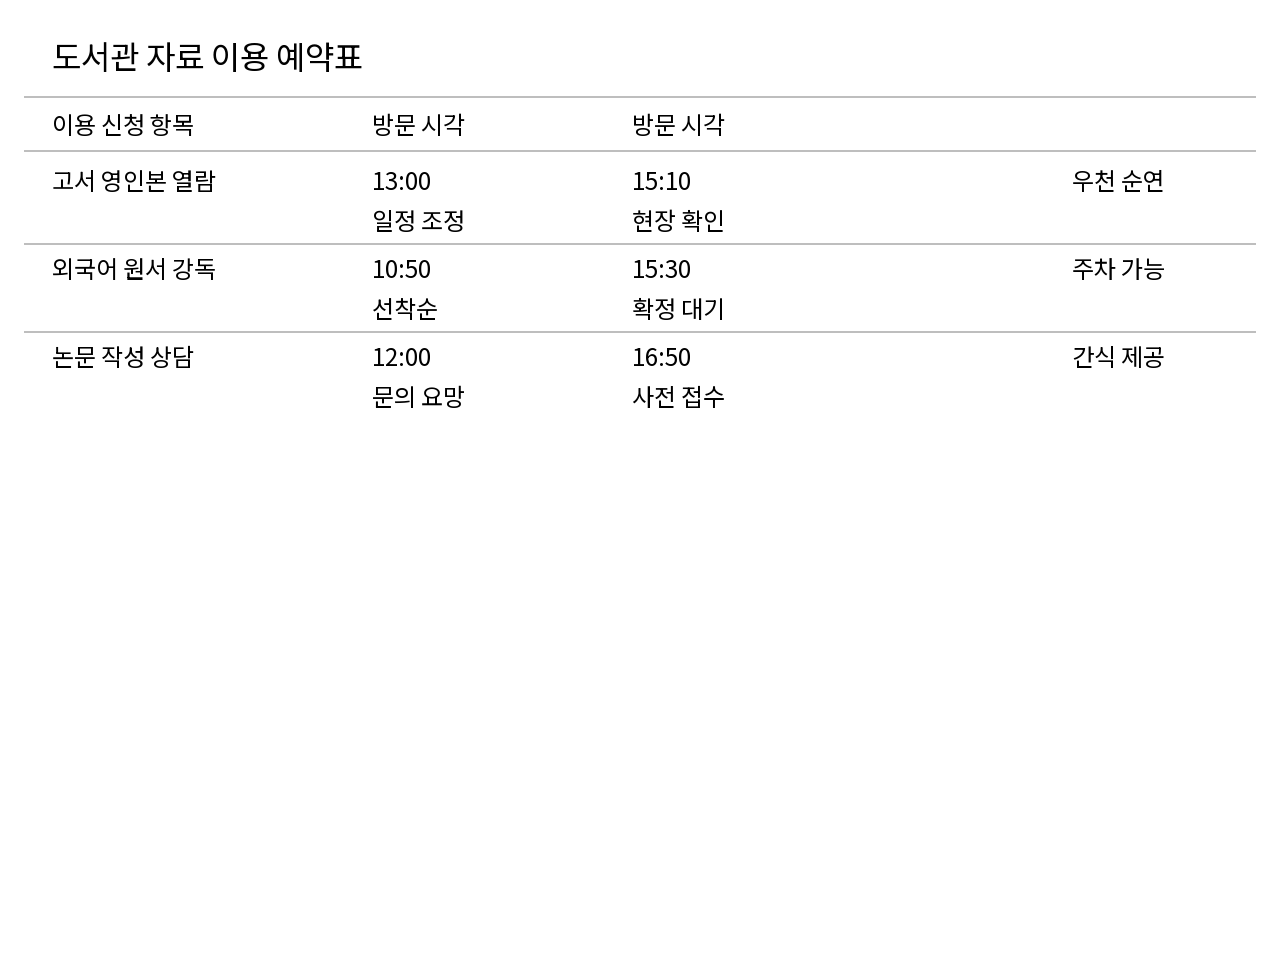 도서관 자료 이용 예약표
이용 신청 항목 방문 시각 방문 시각
고서 영인본 열람 13:00 15:10 우천 순연
일정 조정 현장 확인
외국어 원서 강독 10:50 15:30 주차 가능
선착순 확정 대기
논문 작성 상담 12:00 16:50 간식 제공
문의 요망 사전 접수